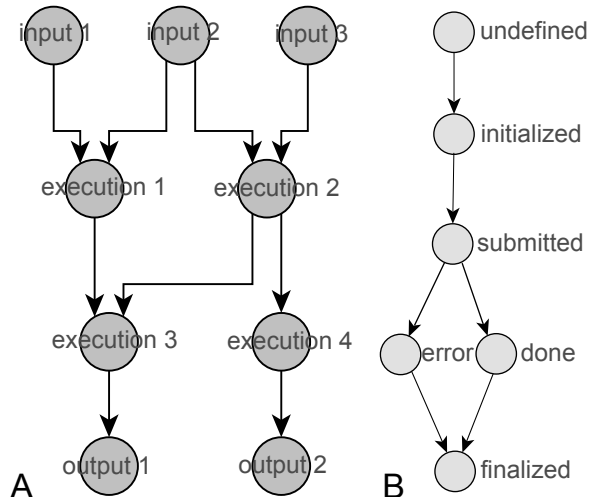 input 1
input 2
input 3
execution 1
execution 2
execution 3
execution 4
output 1
output 2
A
undefined
initialized
submitted
error
done
finalized
B